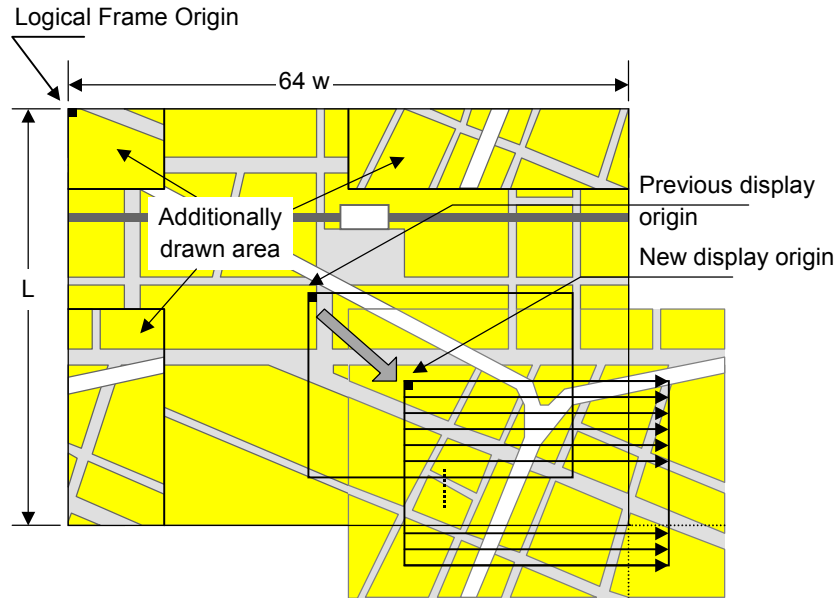 Logical Frame Origin
64 w
Previous display
origin
Additionally
drawn area
New display origin
L